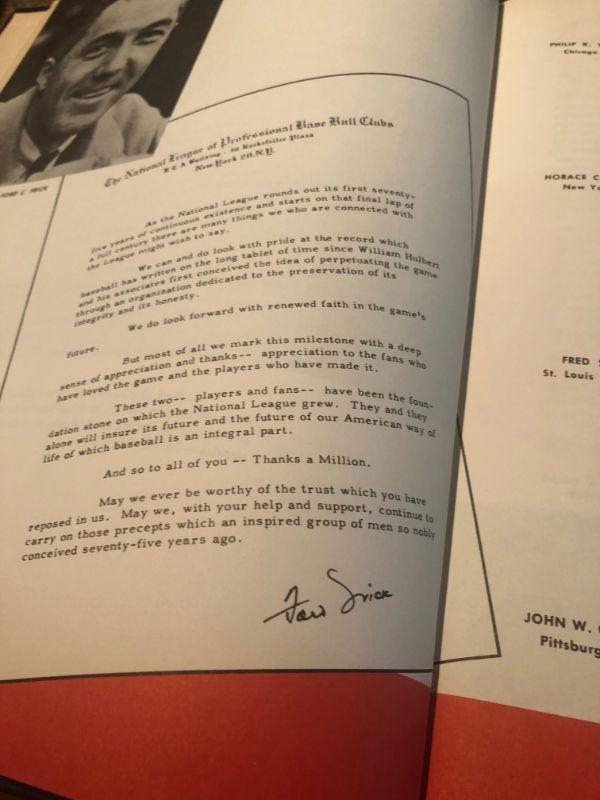 FORD C. FRICK
The National League of Professional Base Ball Clubs
R C A Building - 30 Rockefeller Plaza
New York 20, N.Y.
As the National League rounds out its first seventy-
five years of continuous existence and starts on that final lap of
a full century there are many things we who are connected with
the League might wish to say.
We can and do look with pride at the record which
baseball has written on the long tablet of time since William Hulbert
and his associates first conceived the idea of perpetuating the game
through an organization dedicated to the preservation of its
integrity and its honesty.
We do look forward with renewed faith in the game's
future.
But most of all we mark this milestone with a deep
sense of appreciation and thanks-- appreciation to the fans who
have loved the game and the players who have made it.
These two-- players and fans-- have been the foun-
dation stone on which the National League grew. They and they
alone will insure its future and the future of our American way of
life of which baseball is an integral part.
And so to all of you -- Thanks a Million.
May we ever be worthy of the trust which you have
reposed in us. May we, with your help and support, continue to
carry on those precepts which an inspired group of men so nobly
conceived seventy-five years ago.
Ford Frick
PHILIP K.
Chicago
HORACE C
New Yo
FRED
St. Louis
JOHN W.
Pittsburg